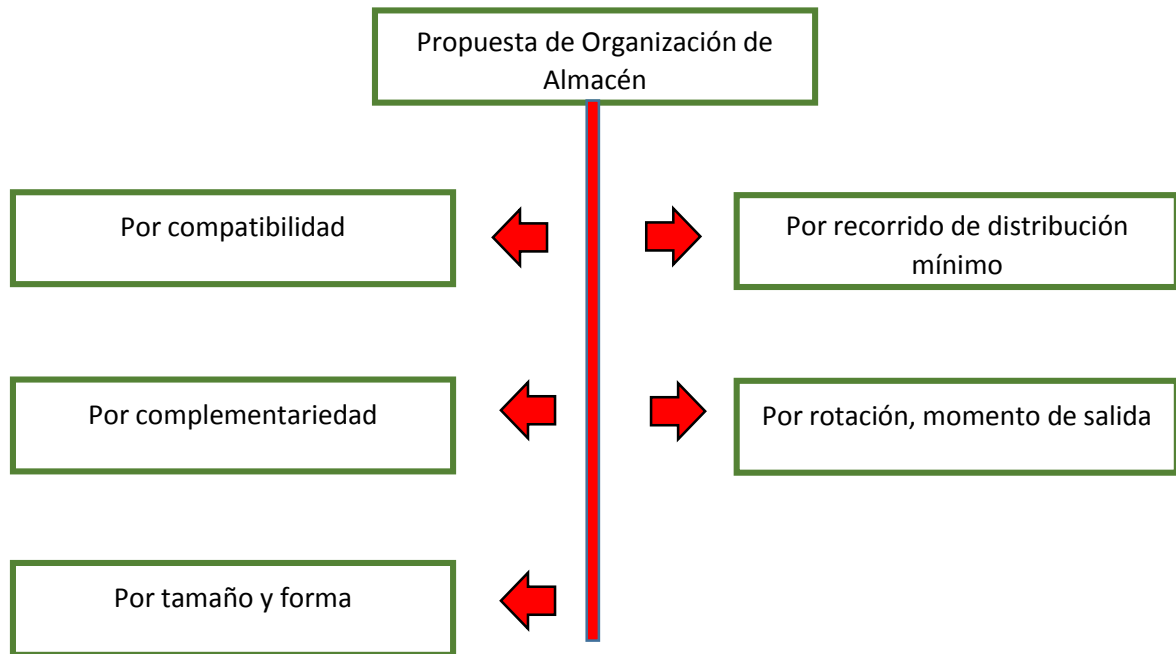 Propuesta de Organización de
Almacén
Por compatibilidad
Por recorrido de distribución
mínimo
Por complementariedad
Por rotación, momento de salida
Por tamaño y forma